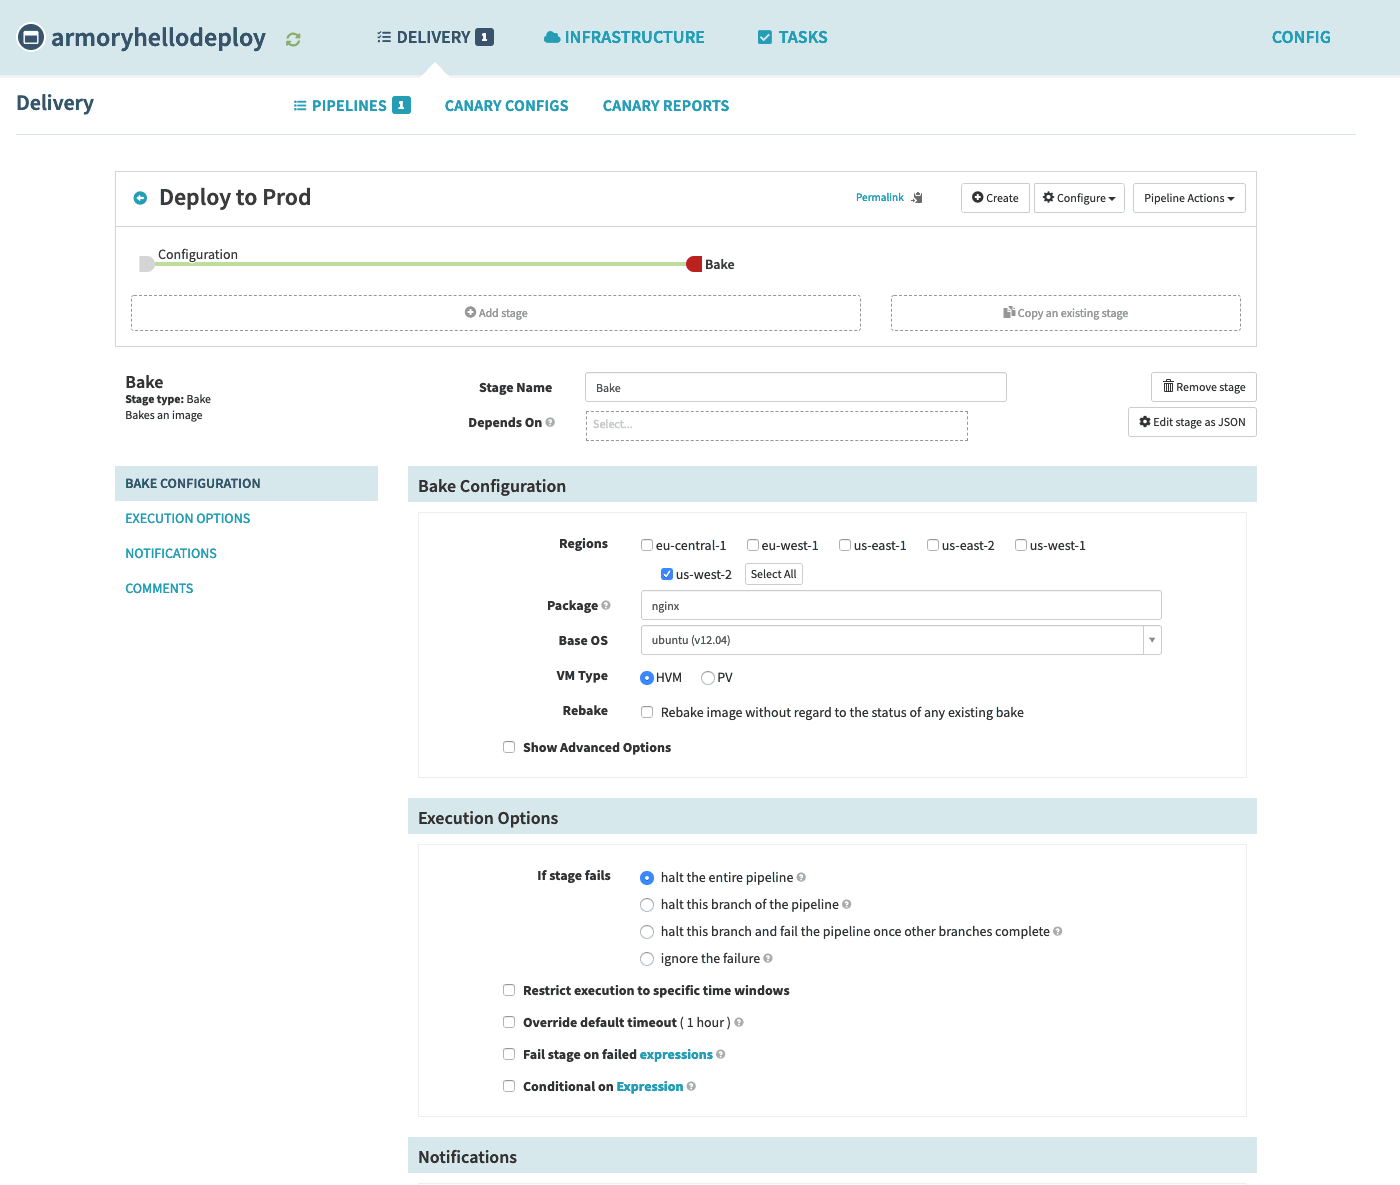 armoryhellodeploy
DELIVERY 1
INFRASTRUCTURE
TASKS
CONFIG
Delivery
PIPELINES 1
CANARY CONFIGS
CANARY REPORTS
Deploy to Prod
Permalink
Create
Configure
Pipeline Actions
Configuration
Bake
Add stage
Copy an existing stage
Bake
Stage type: Bake
Bakes an image
Stage Name
Bake
Remove stage
Depends On
Select...
Edit stage as JSON
BAKE CONFIGURATION
EXECUTION OPTIONS
NOTIFICATIONS
COMMENTS
Bake Configuration
Regions
eu-central-1
eu-west-1
us-east-1
us-east-2
us-west-1
us-west-2
Select All
Package
nginx
Base OS
ubuntu (v12.04)
VM Type
HVM
PV
Rebake
Rebake image without regard to the status of any existing bake
Show Advanced Options
Execution Options
If stage fails
halt the entire pipeline
halt this branch of the pipeline
halt this branch and fail the pipeline once other branches complete
ignore the failure
Restrict execution to specific time windows
Override default timeout ( 1 hour )
Fail stage on failed expressions
Conditional on Expression
Notifications